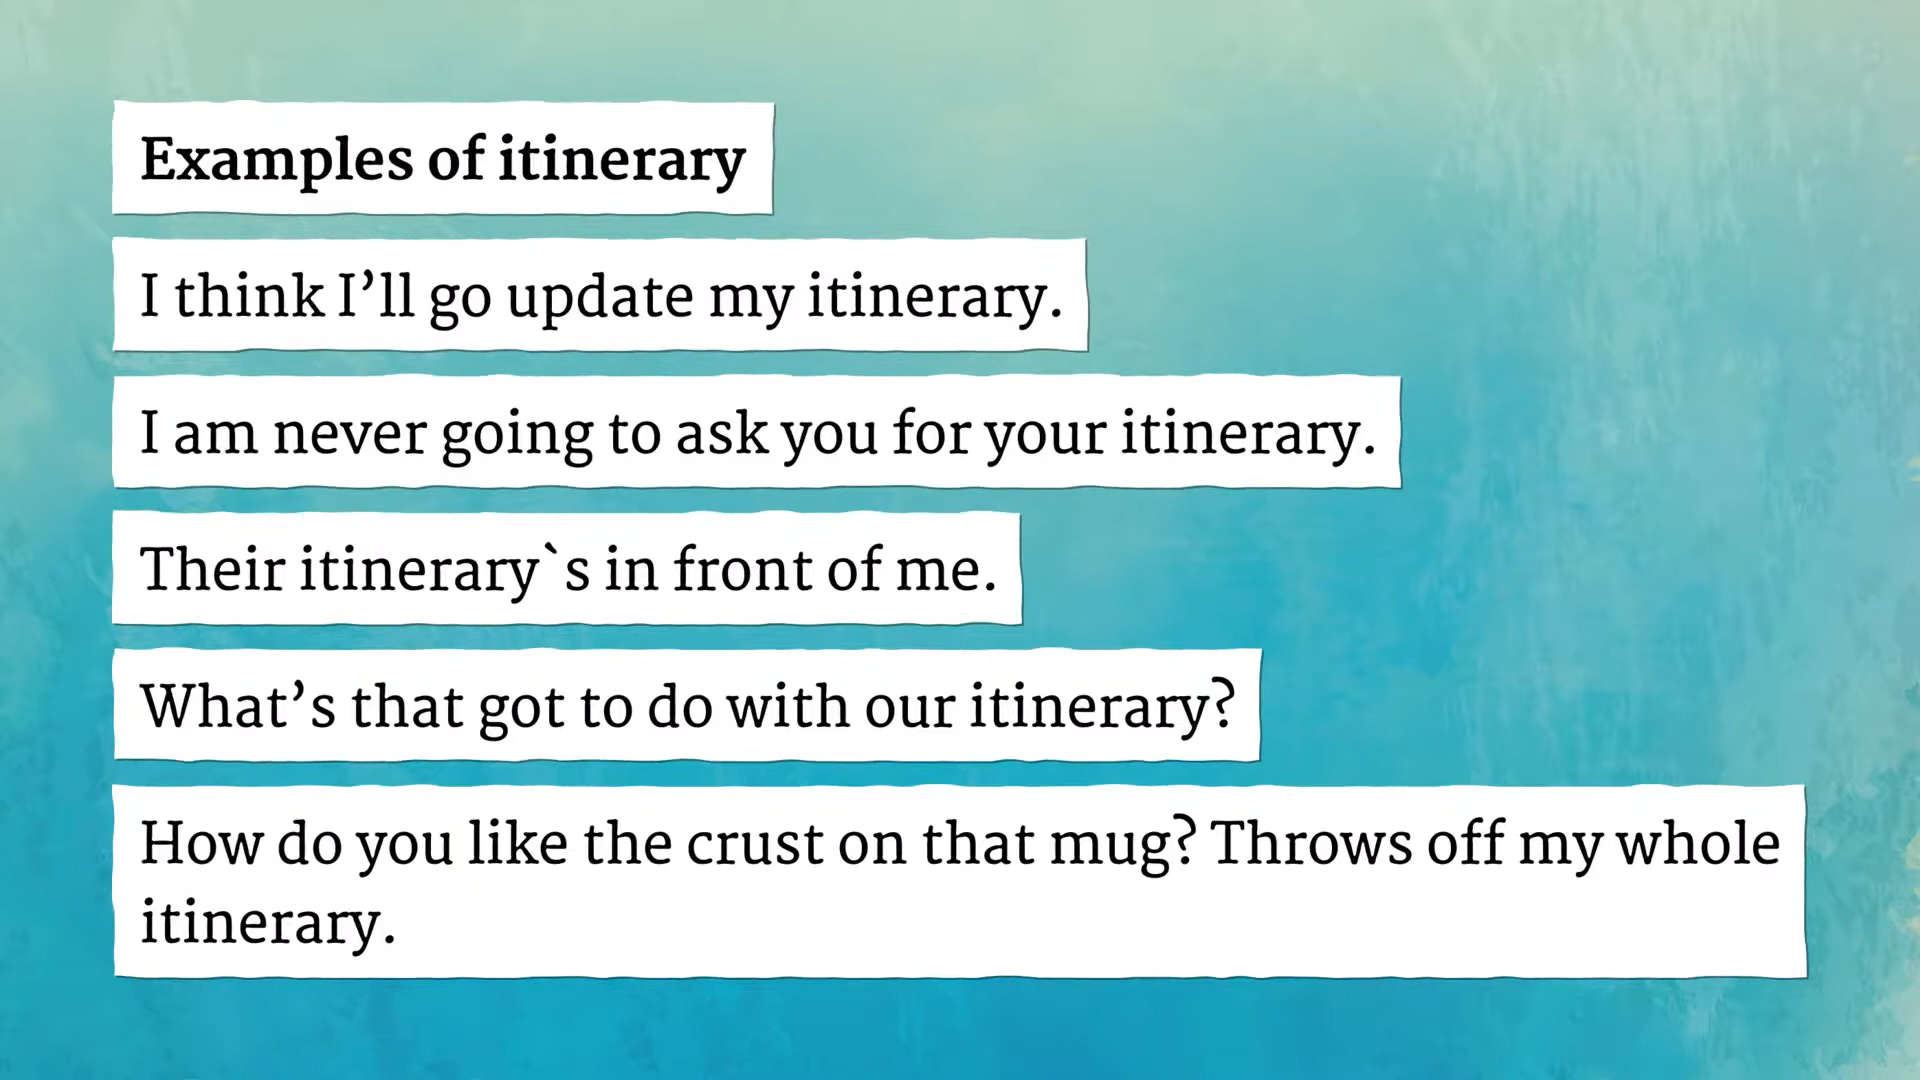 Examples of itinerary
I think I’ll go update my itinerary.
I am never going to ask you for your itinerary.
Their itinerary`s in front of me.
What’s that got to do with our itinerary?
How do you like the crust on that mug? Throws off my whole
itinerary.